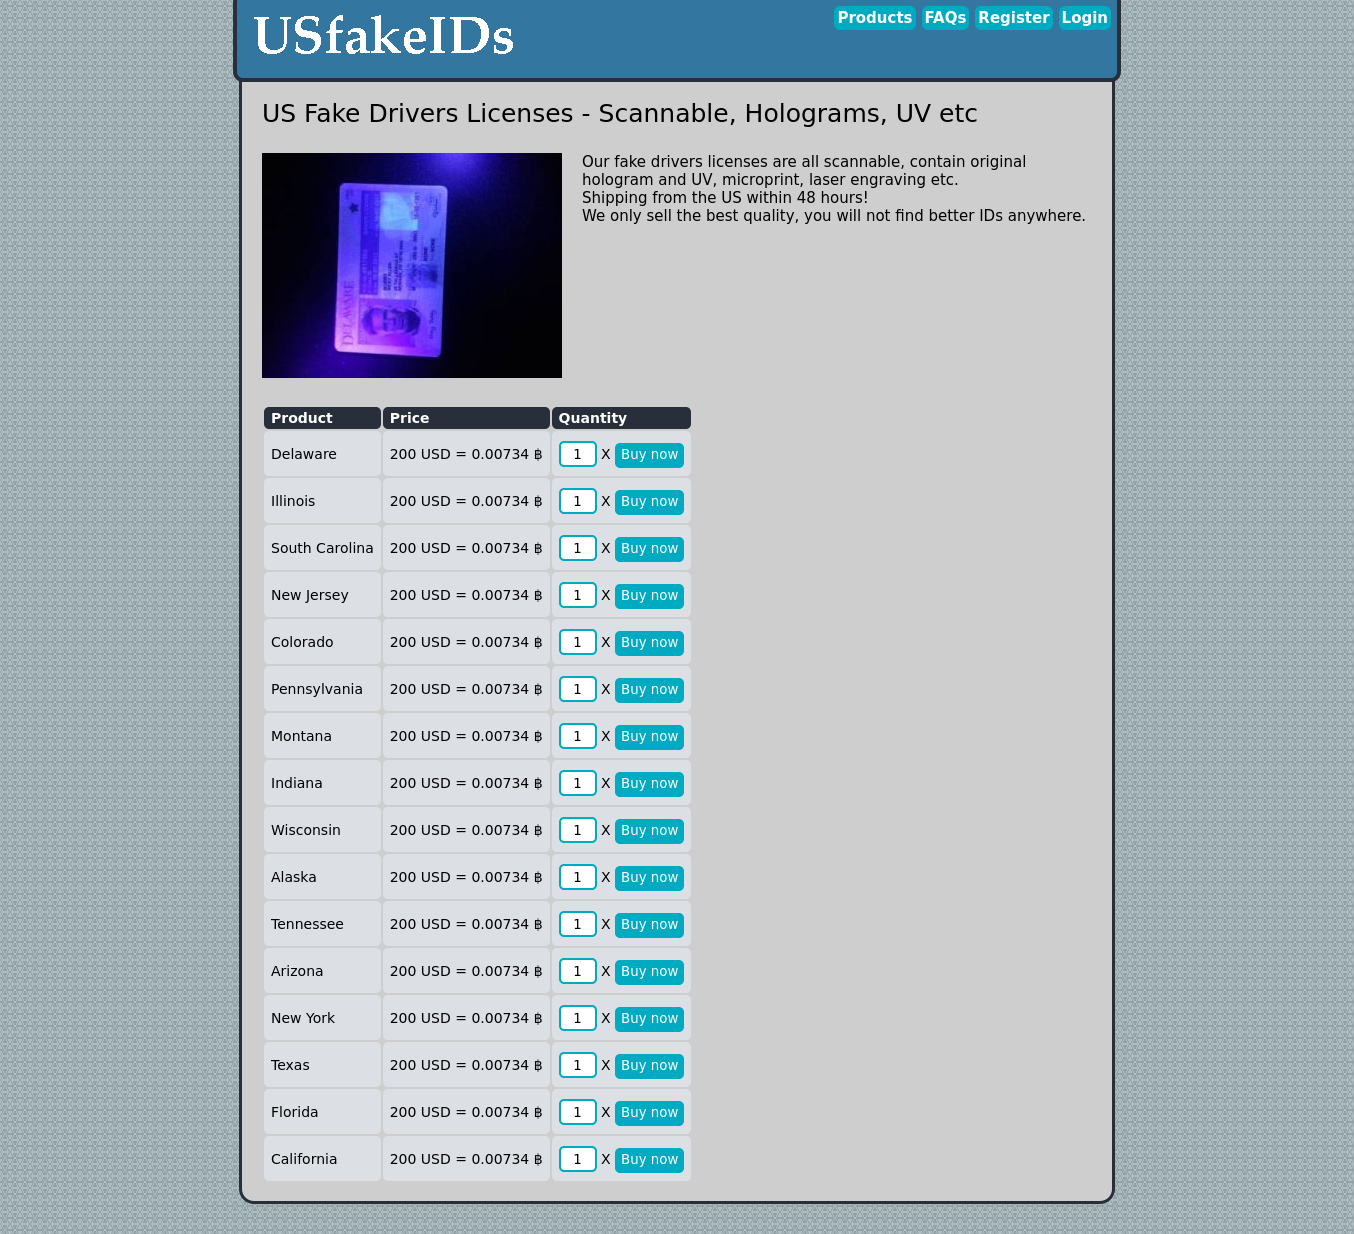 USfakeIDs
Products FAQs Register Login
US Fake Drivers Licenses - Scannable, Holograms, UV etc
Our fake drivers licenses are all scannable, contain original
hologram and UV, microprint, laser engraving etc.
Shipping from the US within 48 hours!
We only sell the best quality, you will not find better IDs anywhere.
DELAWARE
Product Price Quantity
Delaware 200 USD = 0.00734 ฿ 1 X Buy now
Illinois 200 USD = 0.00734 ฿ 1 X Buy now
South Carolina 200 USD = 0.00734 ฿ 1 X Buy now
New Jersey 200 USD = 0.00734 ฿ 1 X Buy now
Colorado 200 USD = 0.00734 ฿ 1 X Buy now
Pennsylvania 200 USD = 0.00734 ฿ 1 X Buy now
Montana 200 USD = 0.00734 ฿ 1 X Buy now
Indiana 200 USD = 0.00734 ฿ 1 X Buy now
Wisconsin 200 USD = 0.00734 ฿ 1 X Buy now
Alaska 200 USD = 0.00734 ฿ 1 X Buy now
Tennessee 200 USD = 0.00734 ฿ 1 X Buy now
Arizona 200 USD = 0.00734 ฿ 1 X Buy now
New York 200 USD = 0.00734 ฿ 1 X Buy now
Texas 200 USD = 0.00734 ฿ 1 X Buy now
Florida 200 USD = 0.00734 ฿ 1 X Buy now
California 200 USD = 0.00734 ฿ 1 X Buy now